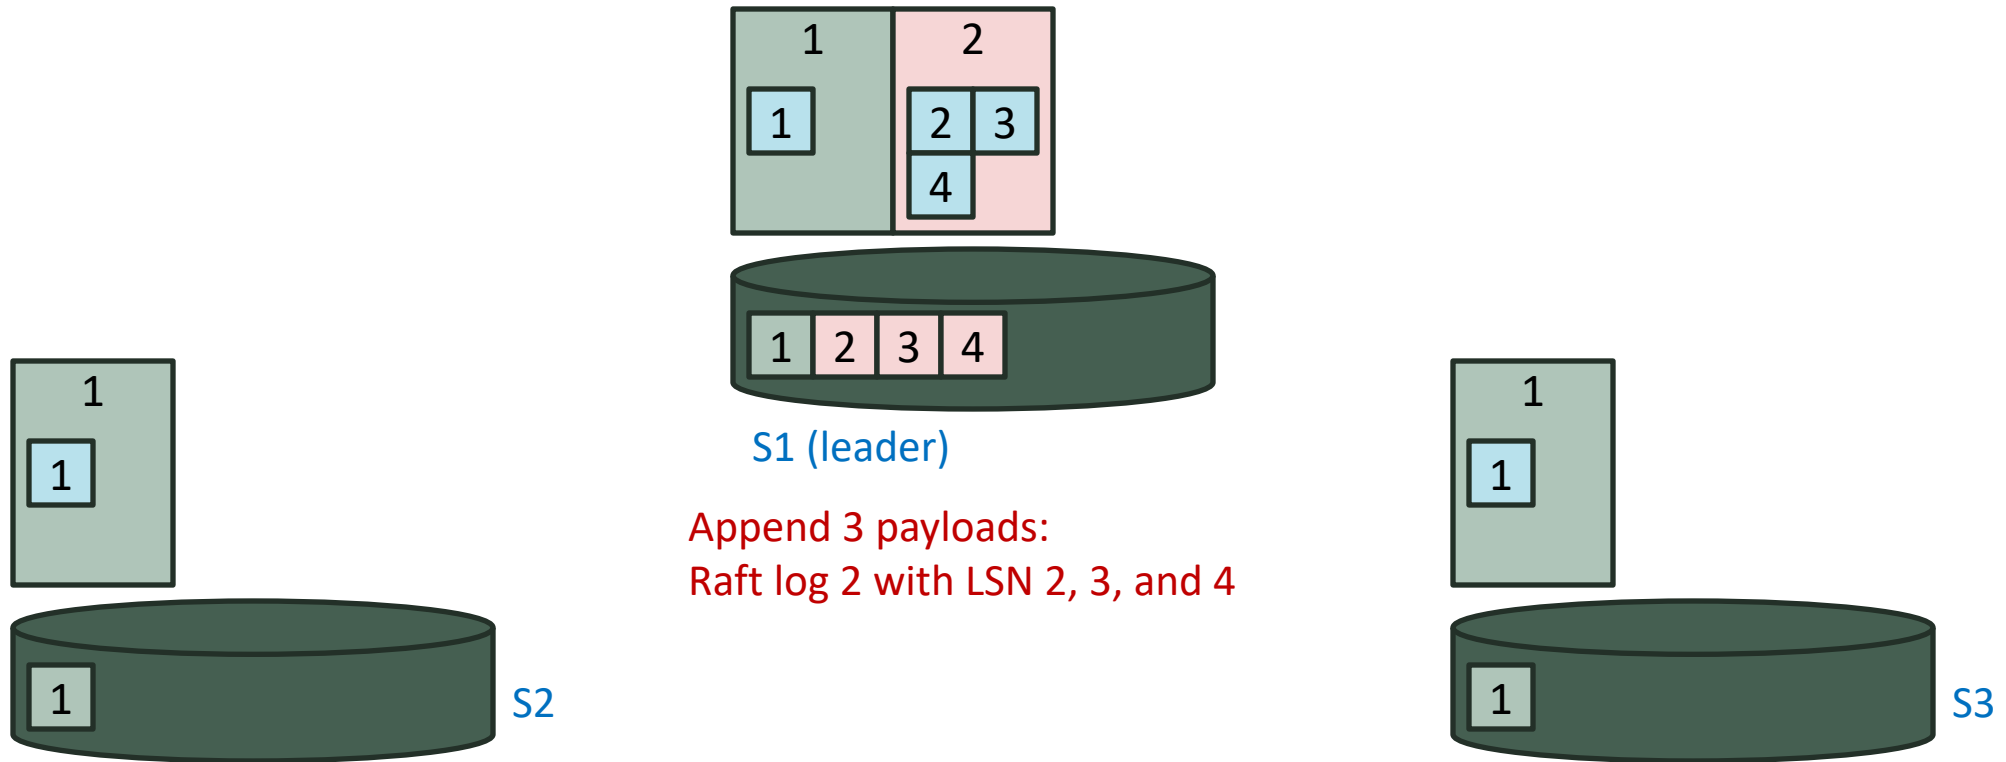 1 2
1 2 3
4
1 2 3 4
S1 (leader)
Append 3 payloads:
Raft log 2 with LSN 2, 3, and 4
1
1
1
S2
1
1
1
S3